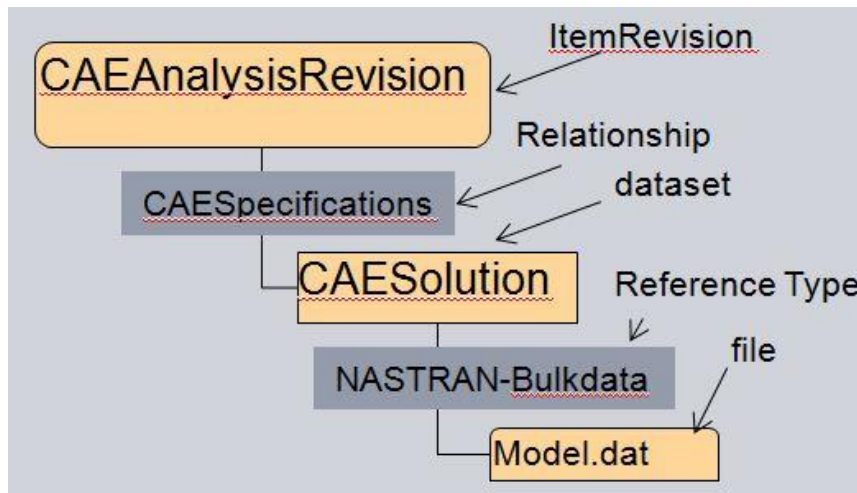 ItemRevision
CAEAnalysisRevision
Relationship
CAESpecifications
dataset
CAESolution
Reference Type
NASTRAN-Bulkdata
file
Model.dat